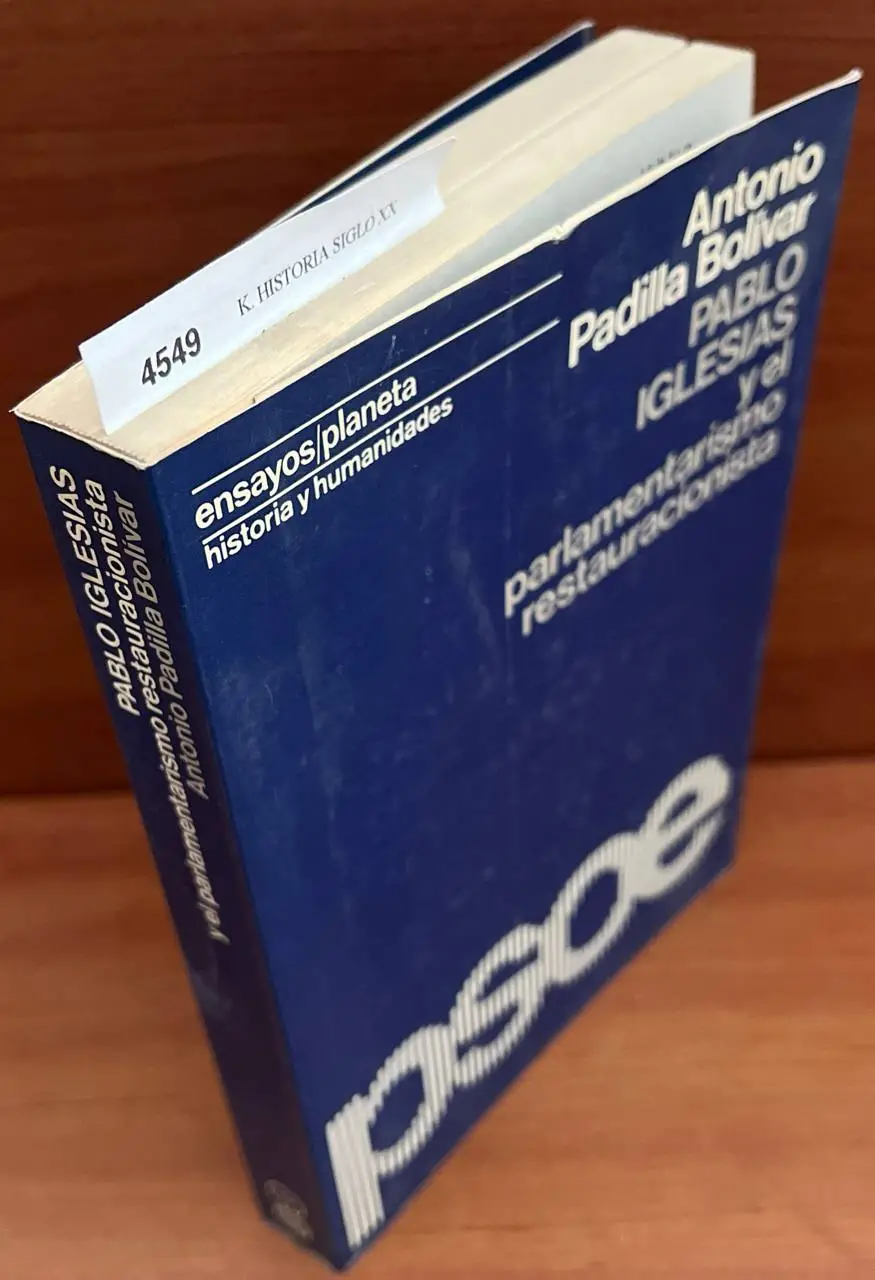 4549
K. HISTORIA SIGLO XX
Antonio
Padilla Bolívar
PABLO
IGLESIAS
y el
parlamentarismo
restauracionista
ensayos/planeta
historia y humanidades
psoe
PABLO IGLESIAS
y el parlamentarismo restauracionista
Antonio Padilla Bolívar